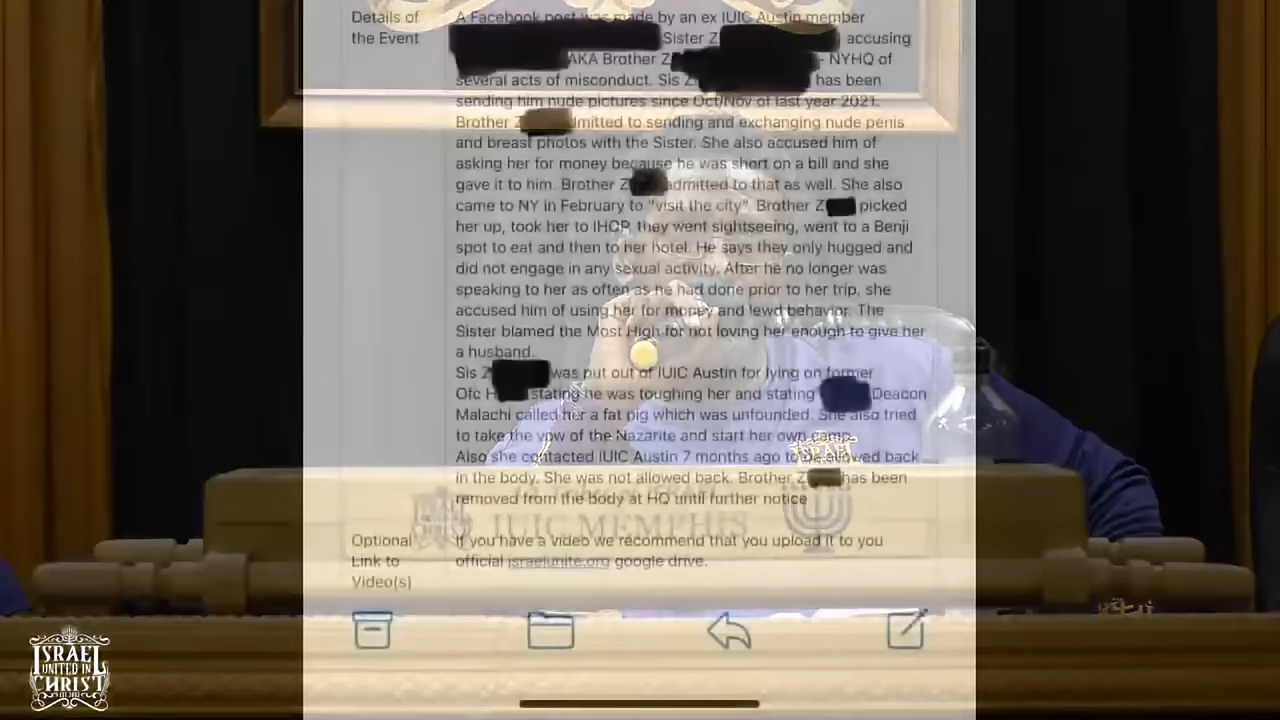 Details of
the Event
A Facebook post was made by an ex IUIC Austin member
Sister Z accusing
AKA Brother Z - NYHQ of
several acts of misconduct. Sis Z has been
sending him nude pictures since Oct/Nov of last year 2021.
Brother Z dmitted to sending and exchanging nude penis
and breast photos with the Sister. She also accused him of
asking her for money because he was short on a bill and she
gave it to him. Brother Z admitted to that as well. She also
came to NY in February to "visit the city". Brother Z picked
her up, took her to IHOP, they went sightseeing, went to a Benji
spot to eat and then to her hotel. He says they only hugged and
did not engage in any sexual activity. After he no longer was
speaking to her as often as he had done prior to her trip, she
accused him of using her for money and lewd behavior. The
Sister blamed the Most High for not loving her enough to give her
a husband.
Sis Z was put out of IUIC Austin for lying on former
Ofc H stating he was toughing her and stating Deacon
Malachi called her a fat pig which was unfounded. She also tried
to take the vow of the Nazarite and start her own camp.
Also she contacted IUIC Austin 7 months ago to be allowed back
in the body. She was not allowed back. Brother Z has been
removed from the body at HQ until further notice
IUIC MEMPHIS
Optional
Link to
Video(s)
If you have a video we recommend that you upload it to you
official israelunite.org google drive.
ISRAEL
UNITED IN
CHRIST